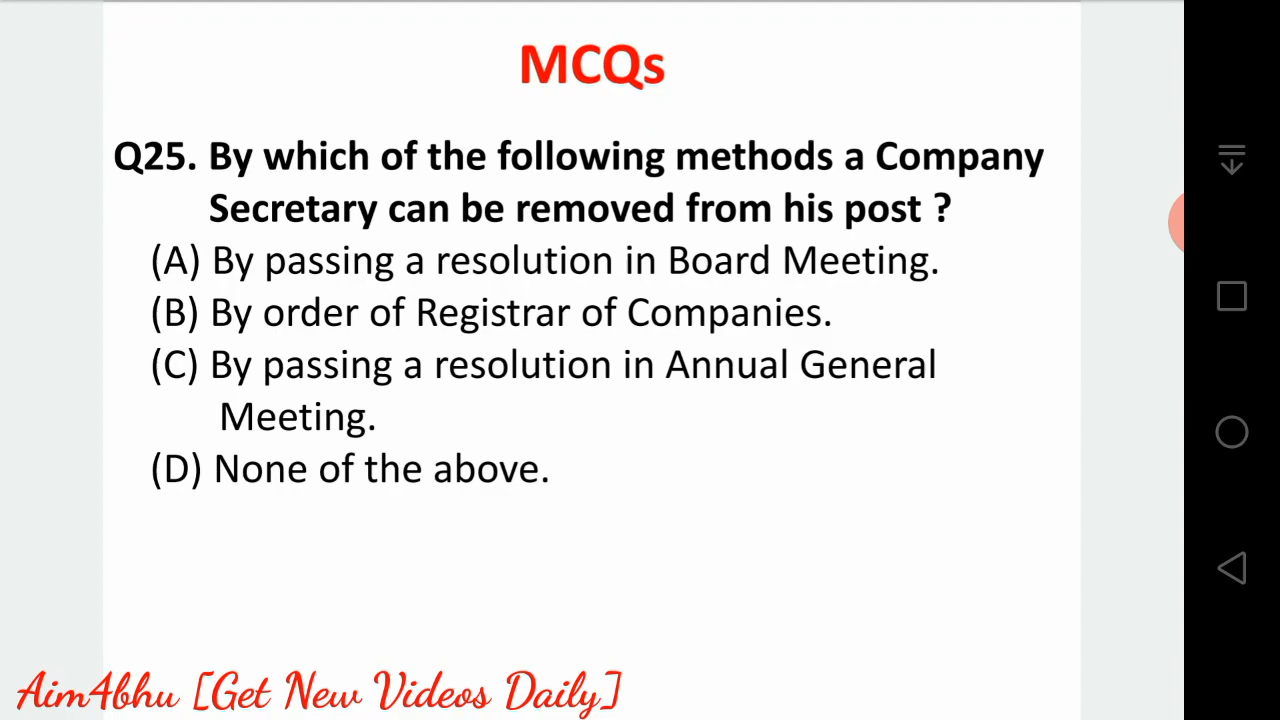 MCQs
Q25. By which of the following methods a Company
Secretary can be removed from his post ?
(A) By passing a resolution in Board Meeting.
(B) By order of Registrar of Companies.
(C) By passing a resolution in Annual General
Meeting.
(D) None of the above.
Aim4bhu [Get New Videos Daily]